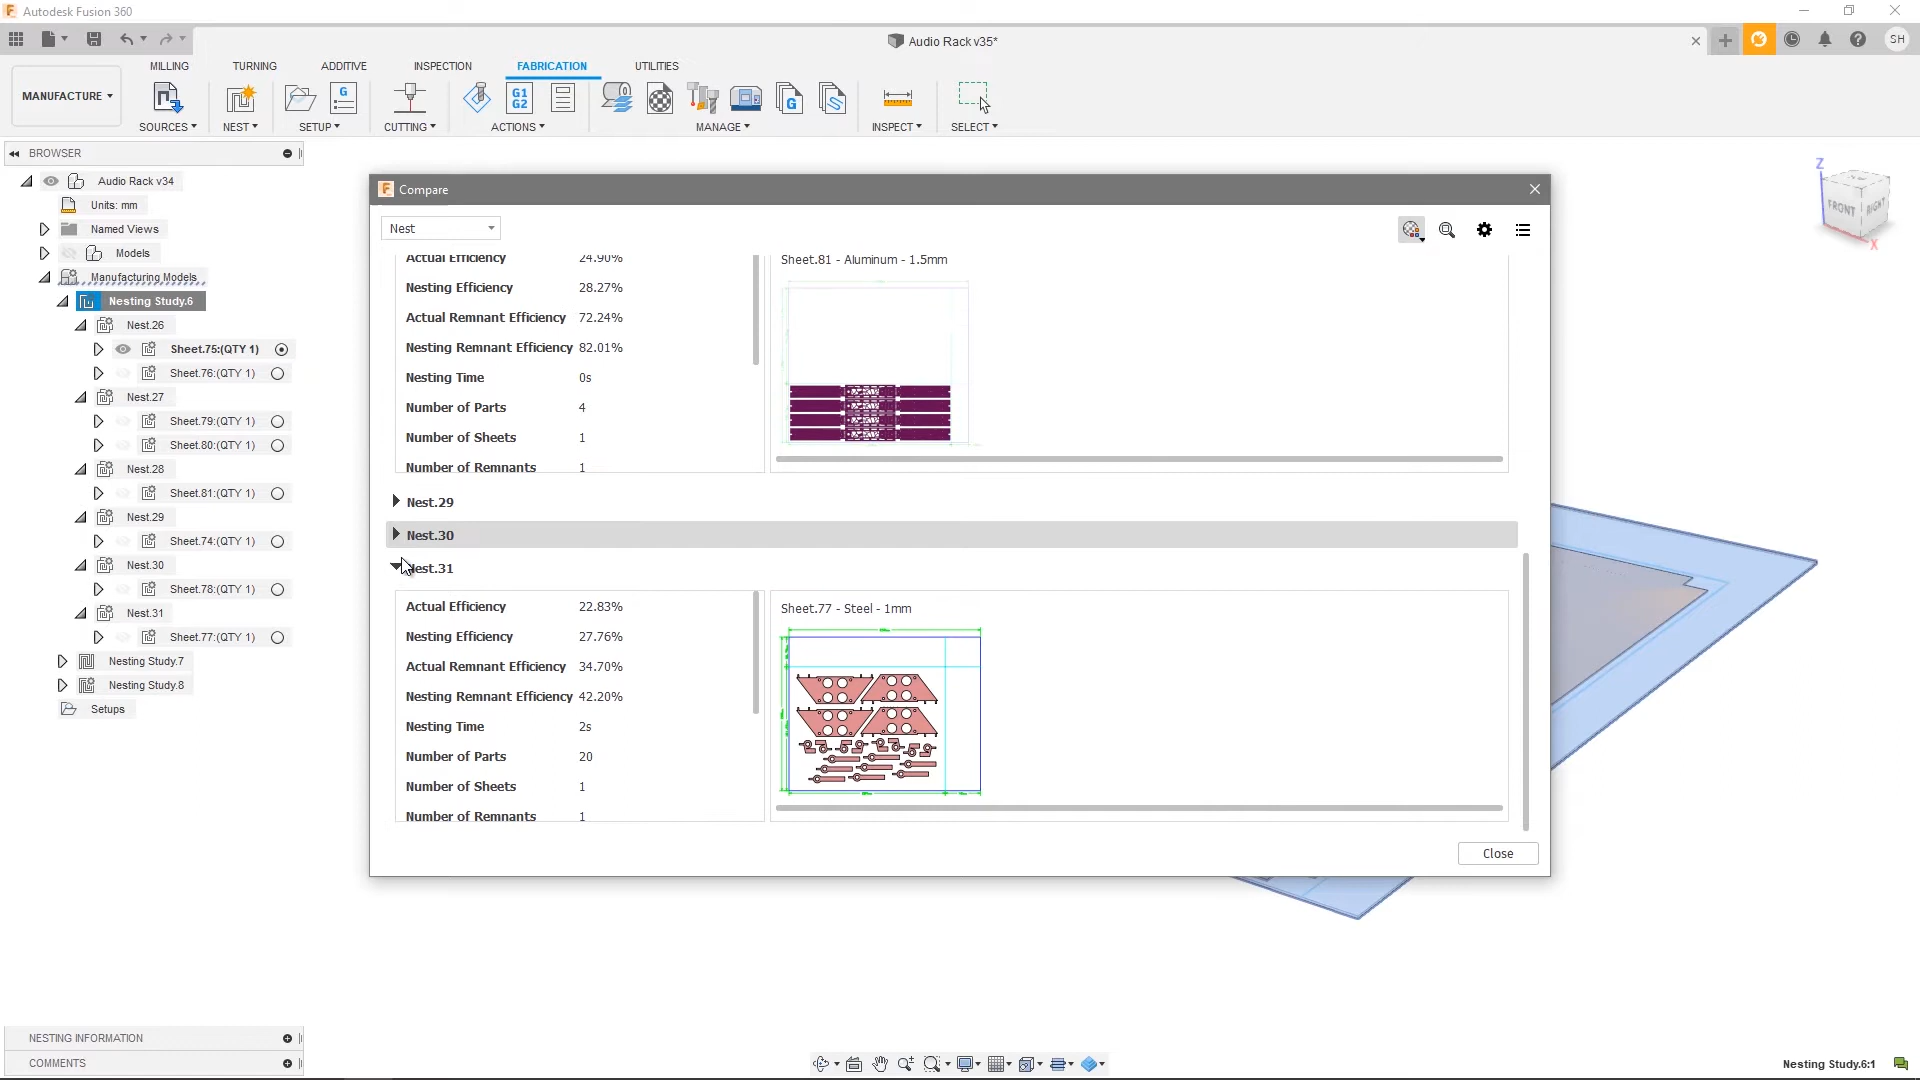 Autodesk Fusion 360
Audio Rack v35*
SH
MILLING
TURNING
ADDITIVE
INSPECTION
FABRICATION
UTILITIES
MANUFACTURE
G1
G2
SOURCES
NEST
SETUP
CUTTING
ACTIONS
MANAGE
INSPECT
SELECT
BROWSER
Audio Rack v34
Units: mm
Named Views
Models
Manufacturing Models
Nesting Study.6
Nest.26
Sheet.75:(QTY 1)
Sheet.76:(QTY 1)
Nest.27
Sheet.79:(QTY 1)
Sheet.80:(QTY 1)
Nest.28
Sheet.81:(QTY 1)
Nest.29
Sheet.74:(QTY 1)
Nest.30
Sheet.78:(QTY 1)
Nest.31
Sheet.77:(QTY 1)
Nesting Study.7
Nesting Study.8
Setups
Compare
Nest
Actual Efficiency 24.90%
Nesting Efficiency 28.27%
Actual Remnant Efficiency 72.24%
Nesting Remnant Efficiency 82.01%
Nesting Time 0s
Number of Parts 4
Number of Sheets 1
Number of Remnants 1
Sheet.81 - Aluminum - 1.5mm
Nest.29
Nest.30
Nest.31
Actual Efficiency 22.83%
Nesting Efficiency 27.76%
Actual Remnant Efficiency 34.70%
Nesting Remnant Efficiency 42.20%
Nesting Time 2s
Number of Parts 20
Number of Sheets 1
Number of Remnants 1
Sheet.77 - Steel - 1mm
Close
Z
FRONT
RIGHT
X
NESTING INFORMATION
COMMENTS
Nesting Study.6:1